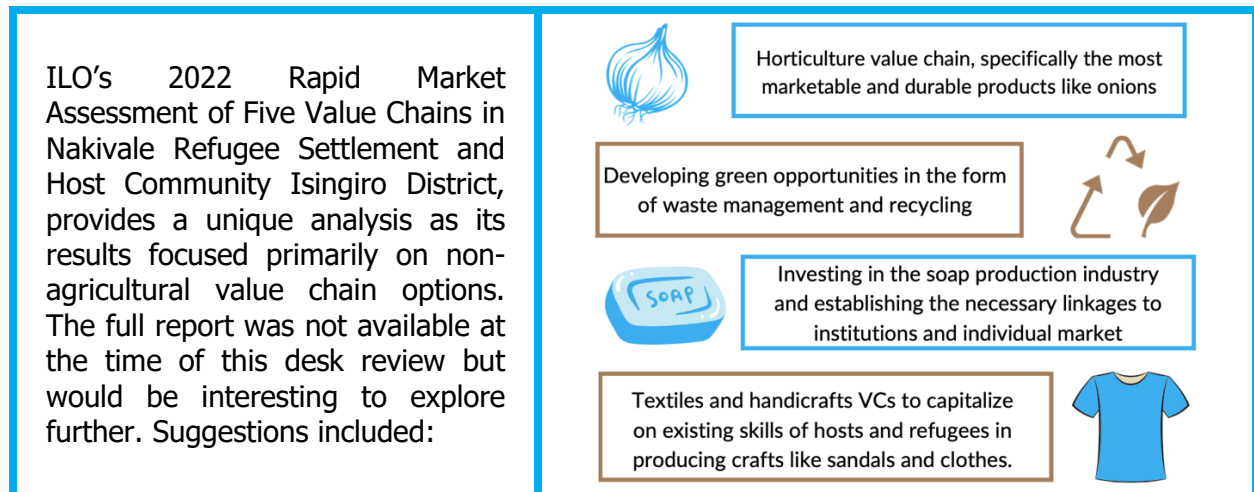 ILO’s 2022 Rapid Market
Assessment of Five Value Chains in
Nakivale Refugee Settlement and
Host Community Isingiro District,
provides a unique analysis as its
results focused primarily on non-
agricultural value chain options.
The full report was not available at
the time of this desk review but
would be interesting to explore
further. Suggestions included:
Horticulture value chain, specifically the most
marketable and durable products like onions
Developing green opportunities in the form
of waste management and recycling
SOAP
Investing in the soap production industry
and establishing the necessary linkages to
institutions and individual market
Textiles and handicrafts VCs to capitalize
on existing skills of hosts and refugees in
producing crafts like sandals and clothes.